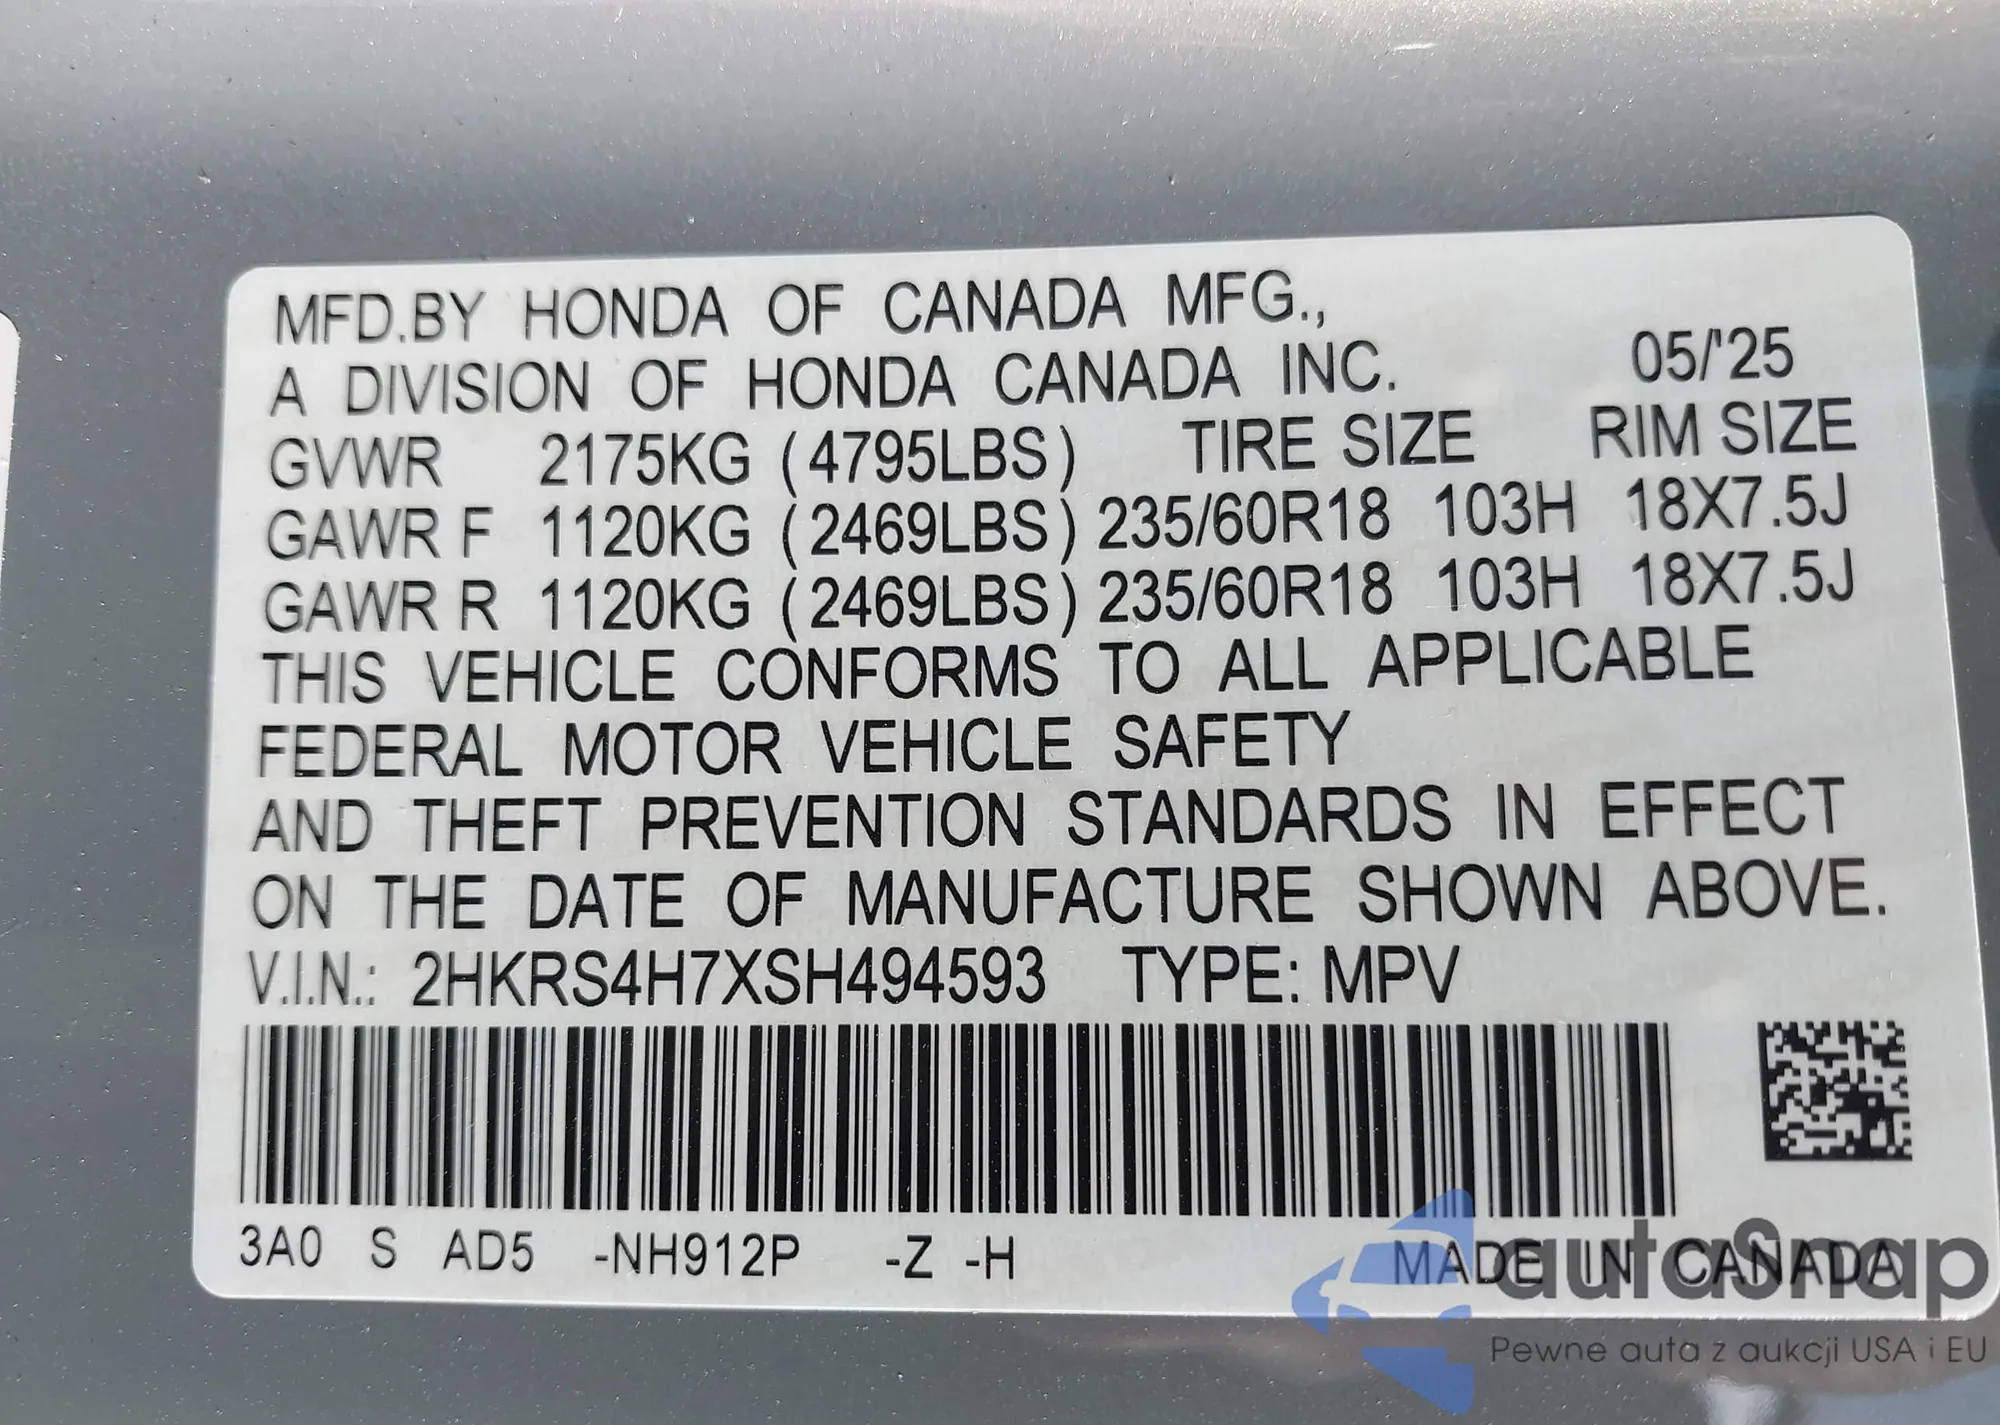 MFD.BY HONDA OF CANADA MFG.,
A DIVISION OF HONDA CANADA INC. 05/'25
GVWR 2175KG (4795LBS) TIRE SIZE RIM SIZE
GAWR F 1120KG (2469LBS) 235/60R18 103H 18X7.5J
GAWR R 1120KG (2469LBS) 235/60R18 103H 18X7.5J
THIS VEHICLE CONFORMS TO ALL APPLICABLE
FEDERAL MOTOR VEHICLE SAFETY
AND THEFT PREVENTION STANDARDS IN EFFECT
ON THE DATE OF MANUFACTURE SHOWN ABOVE.
V.I.N.: 2HKRS4H7XSH494593 TYPE: MPV
3A0 S AD5 -NH912P -Z -H MADE IN CANADA
autaSnap
Pewne auta z aukcji USA i EU